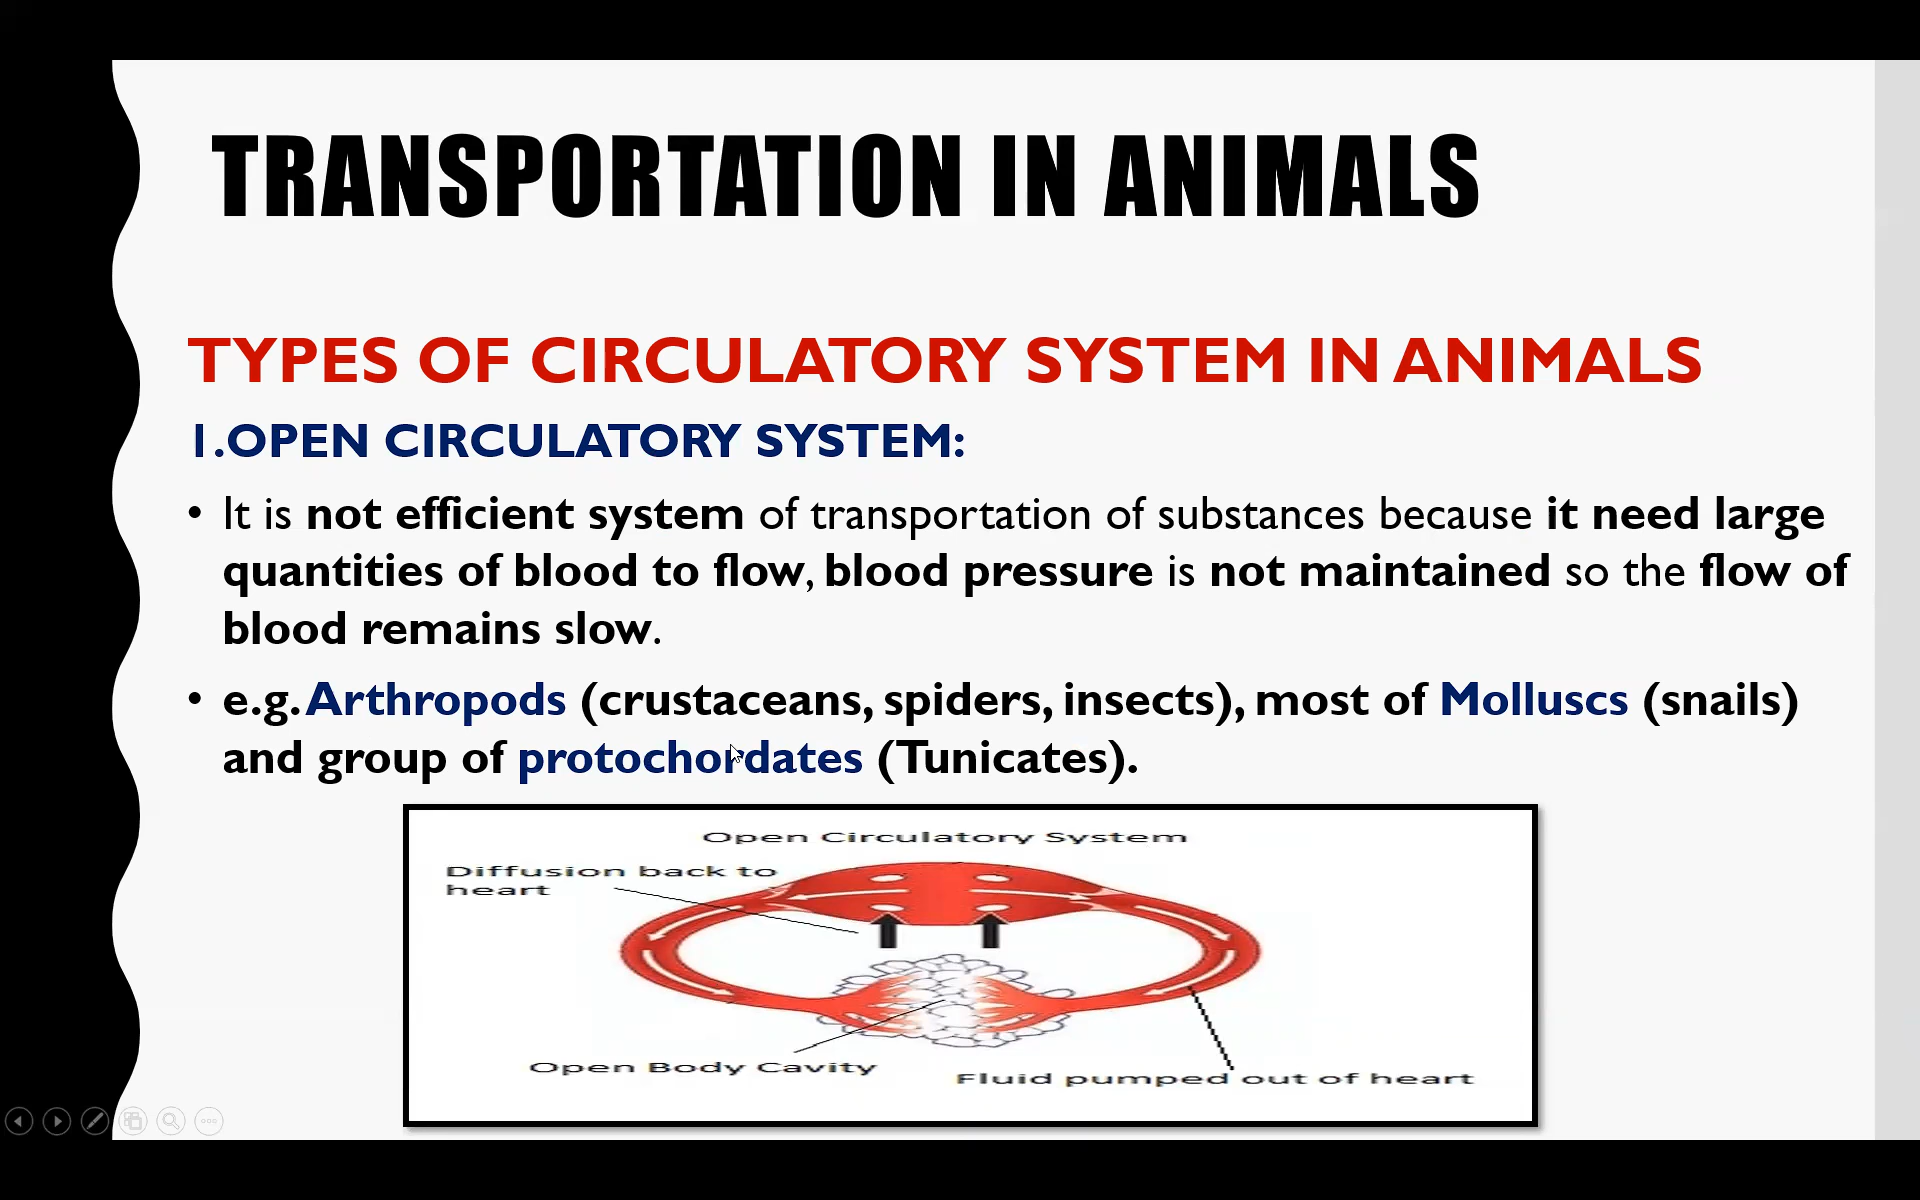 TRANSPORTATION IN ANIMALS
TYPES OF CIRCULATORY SYSTEM IN ANIMALS
1.OPEN CIRCULATORY SYSTEM:
• It is not efficient system of transportation of substances because it need large
quantities of blood to flow, blood pressure is not maintained so the flow of
blood remains slow.
• e.g. Arthropods (crustaceans, spiders, insects), most of Molluscs (snails)
and group of protochordates (Tunicates).
Open Circulatory System
Diffusion back to
heart
Open Body Cavity
Fluid pumped out of heart